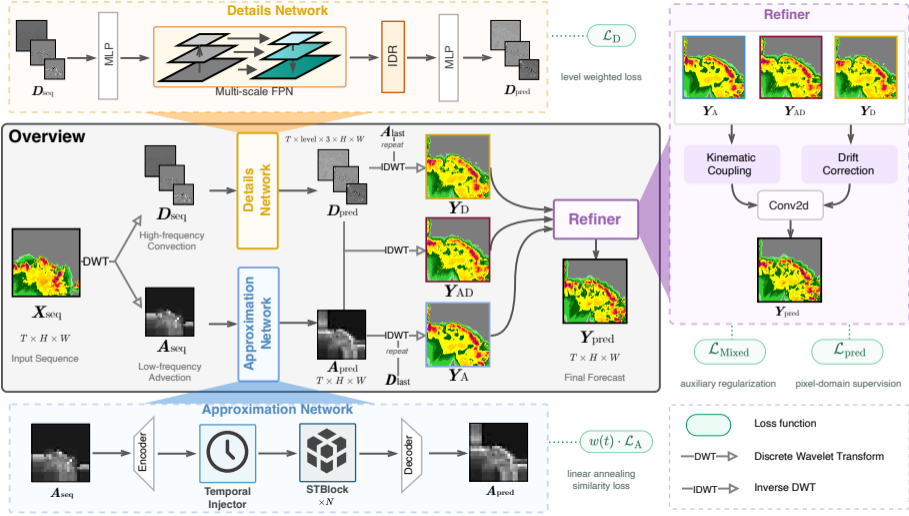 Details Network
D_seq
MLP
Multi-scale FPN
IDR
MLP
D_pred
L_D
level weighted loss
Refiner
Y_A
Y_AD
Y_D
Kinematic
Coupling
Drift
Correction
Conv2d
Y_pred
L_Mixed
auxiliary regularization
L_pred
pixel-domain supervision
Overview
X_seq
T × H × W
Input Sequence
DWT
D_seq
High-frequency
Convection
A_seq
Low-frequency
Advection
Details
Network
Approximation
Network
T × level × 3 × H × W
D_pred
A_pred
T × H × W
A_last
repeat
IDWT
IDWT
IDWT
repeat
D_last
Y_D
Y_AD
Y_A
Refiner
Y_pred
T × H × W
Final Forecast
Approximation Network
A_seq
Encoder
Temporal
Injector
STBlock
×N
Decoder
A_pred
w(t) · L_A
linear annealing
similarity loss
Loss function
DWT
Discrete Wavelet Transform
IDWT
Inverse DWT